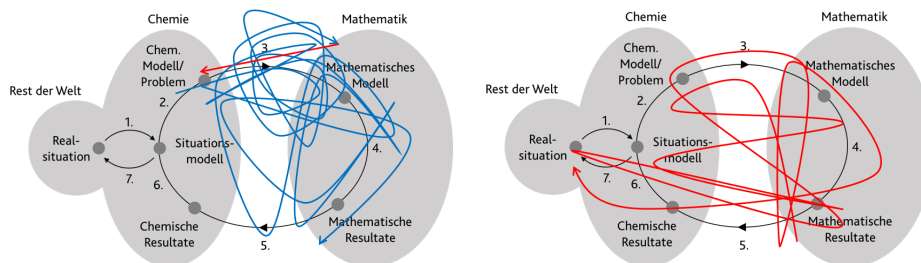 Chemie
Mathematik
Chem.
Modell/
Problem
3.
Mathematisches
Modell
Rest der Welt
2.
1.
Real-
situation
Situations-
modell
4.
7.
6.
Chemische
Resultate
Mathematische
Resultate
5.
Chemie
Mathematik
Chem.
Modell/
Problem
3.
Mathematisches
Modell
Rest der Welt
2.
1.
Real-
situation
Situations-
modell
4.
7.
6.
Chemische
Resultate
Mathematische
Resultate
5.